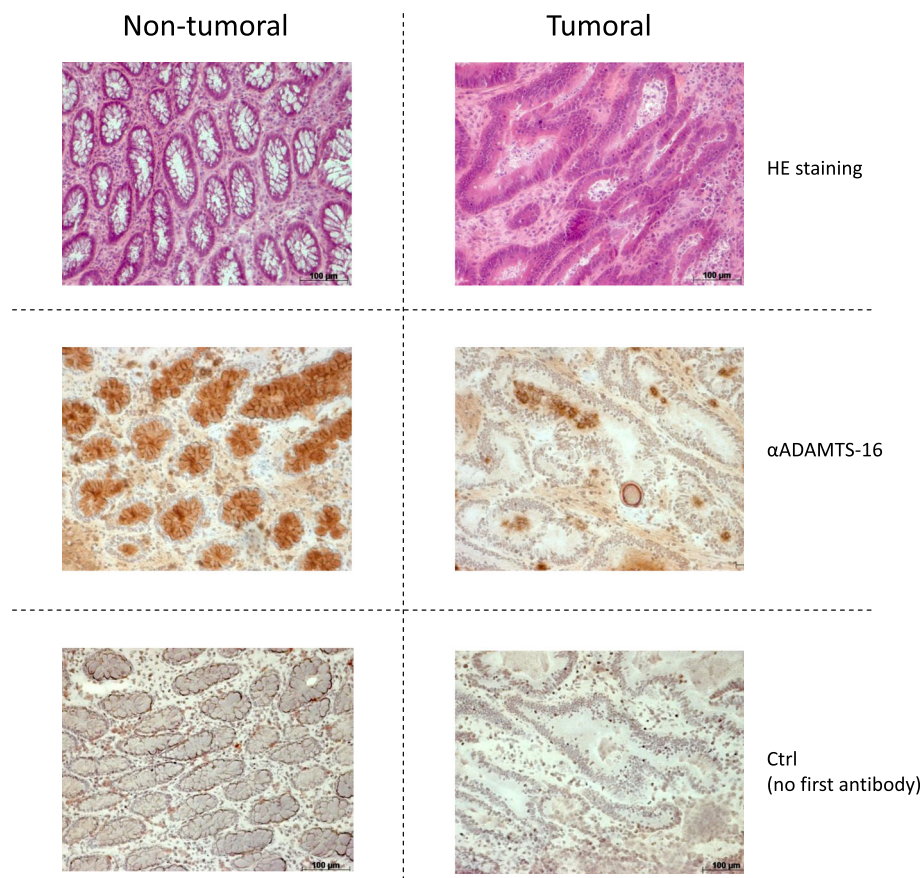 Non-tumoral
Tumoral
100 µm
100 µm
HE staining
αADAMTS-16
100 µm
100 µm
Ctrl
(no first antibody)